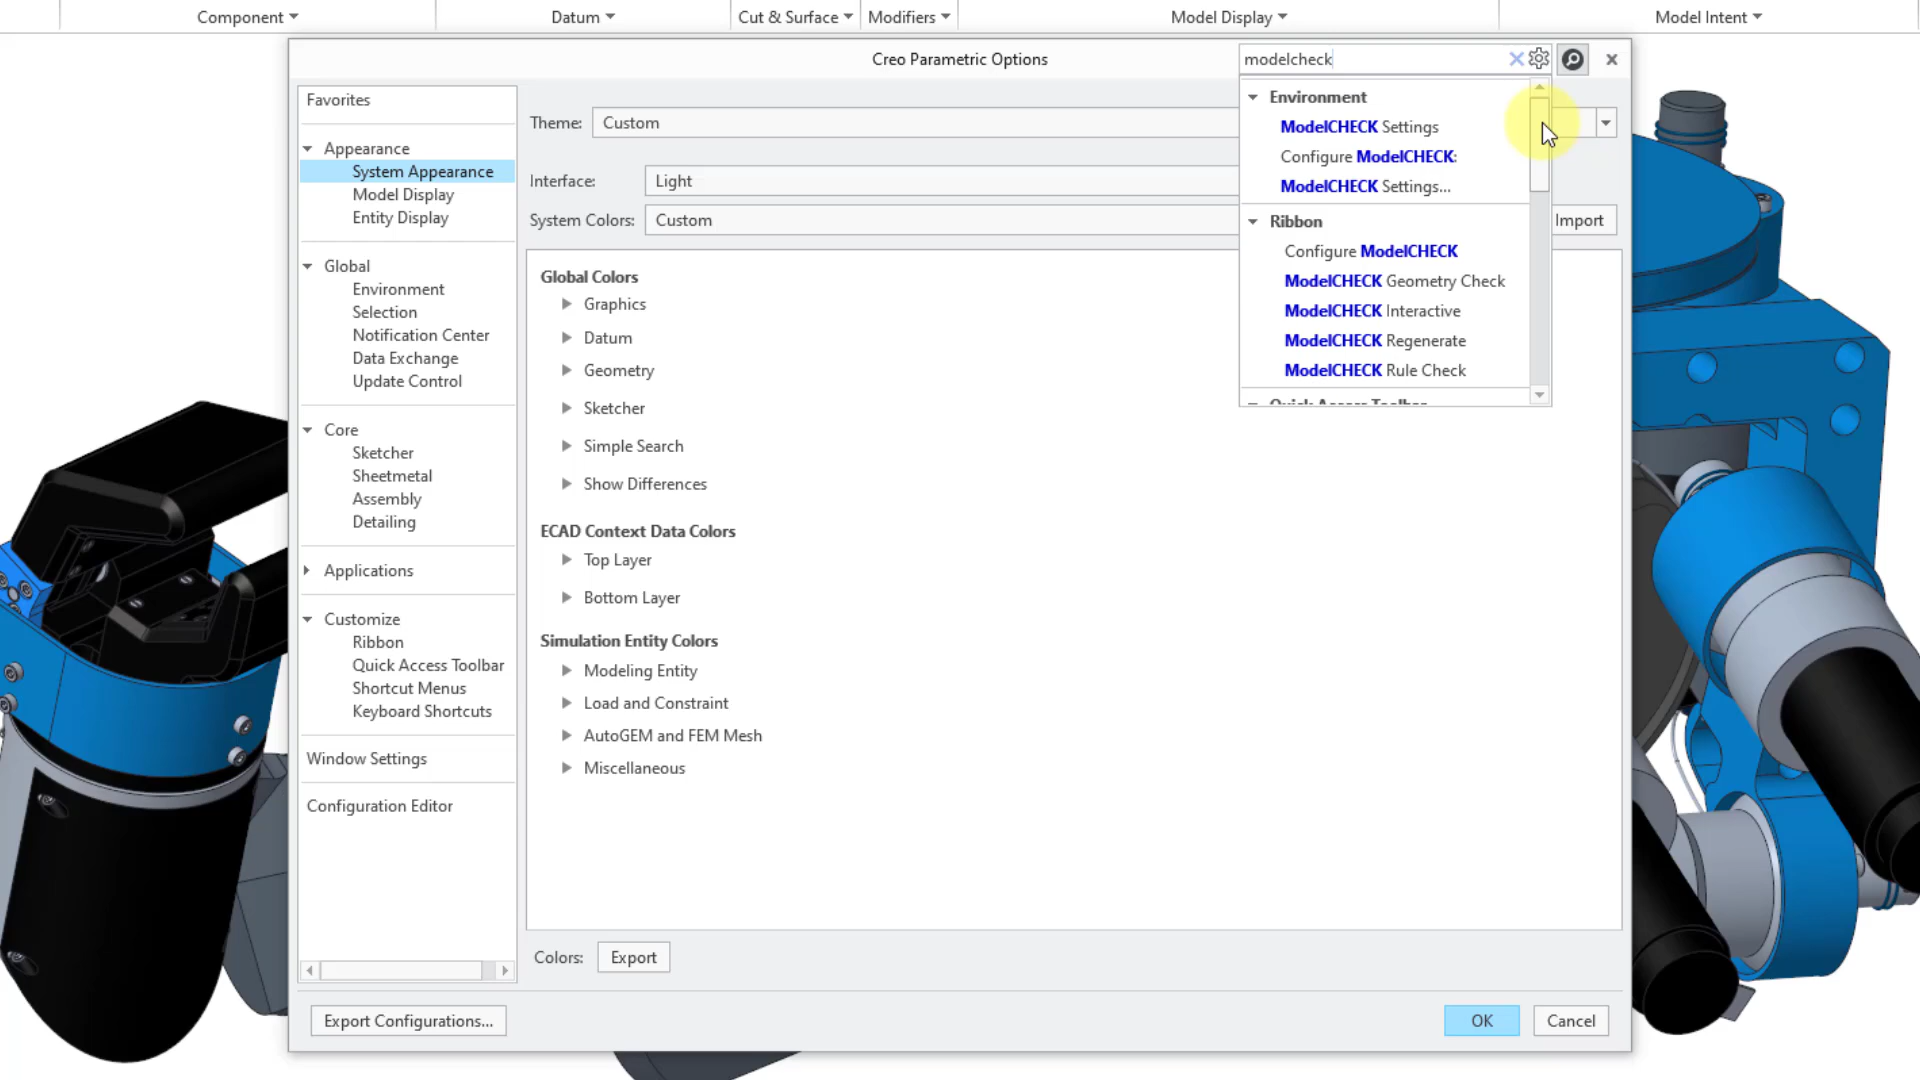 Component
Datum
Cut & Surface
Modifiers
Model Display
Model Intent
Creo Parametric Options
modelcheck
Favorites
Appearance
System Appearance
Model Display
Entity Display
Global
Environment
Selection
Notification Center
Data Exchange
Update Control
Core
Sketcher
Sheetmetal
Assembly
Detailing
Applications
Customize
Ribbon
Quick Access Toolbar
Shortcut Menus
Keyboard Shortcuts
Window Settings
Configuration Editor
Theme: Custom
Interface: Light
System Colors: Custom
Import
Global Colors
Graphics
Datum
Geometry
Sketcher
Simple Search
Show Differences
ECAD Context Data Colors
Top Layer
Bottom Layer
Simulation Entity Colors
Modeling Entity
Load and Constraint
AutoGEM and FEM Mesh
Miscellaneous
Environment
ModelCHECK Settings
Configure ModelCHECK:
ModelCHECK Settings...
Ribbon
Configure ModelCHECK
ModelCHECK Geometry Check
ModelCHECK Interactive
ModelCHECK Regenerate
ModelCHECK Rule Check
Quick Access Toolbar
Colors: Export
Export Configurations...
OK
Cancel